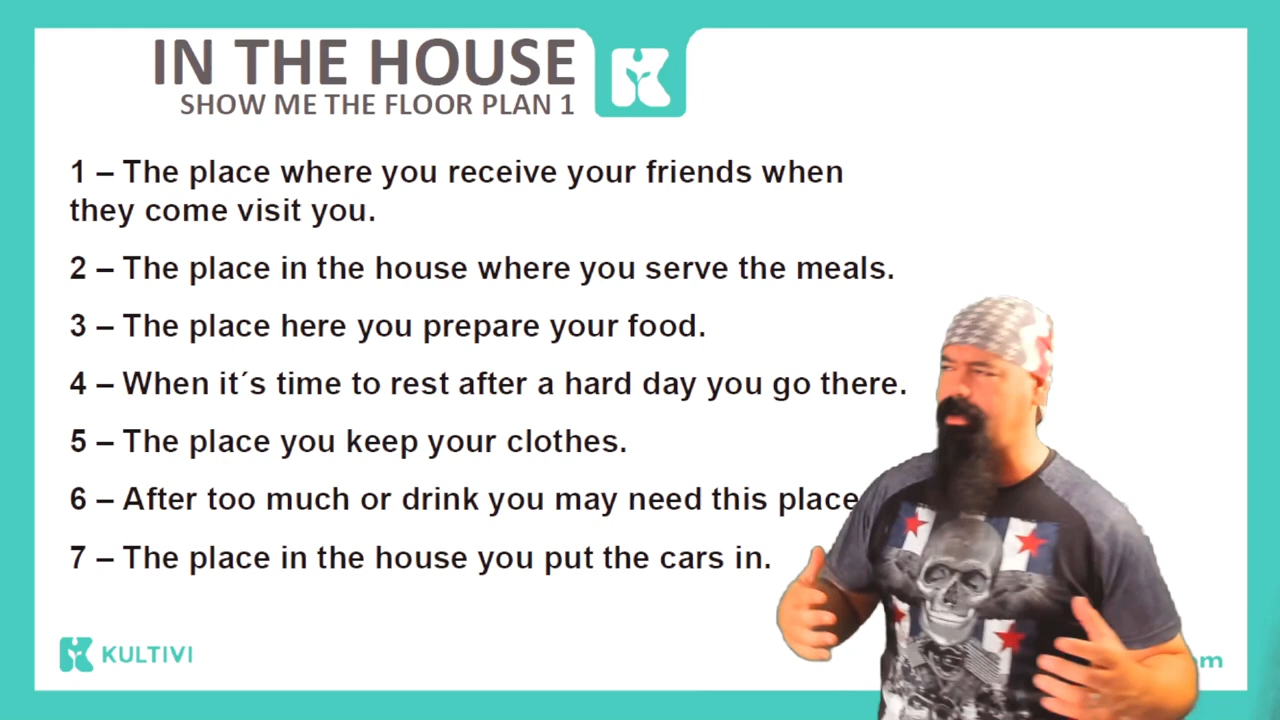 IN THE HOUSE
SHOW ME THE FLOOR PLAN 1
1 – The place where you receive your friends when
they come visit you.
2 – The place in the house where you serve the meals.
3 – The place here you prepare your food.
4 – When it´s time to rest after a hard day you go there.
5 – The place you keep your clothes.
6 – After too much or drink you may need this place
7 – The place in the house you put the cars in.
KULTIVI